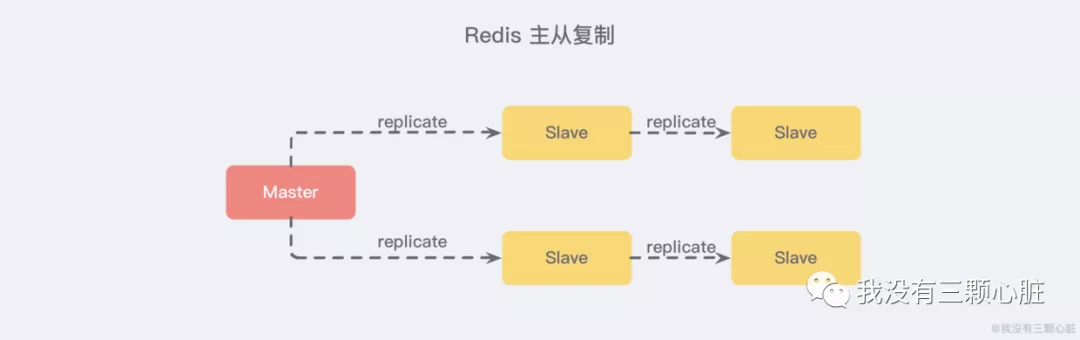 Redis 主从复制
replicate
Slave
replicate
Slave
Master
replicate
Slave
replicate
Slave
我没有三颗心脏
@我没有三颗心脏